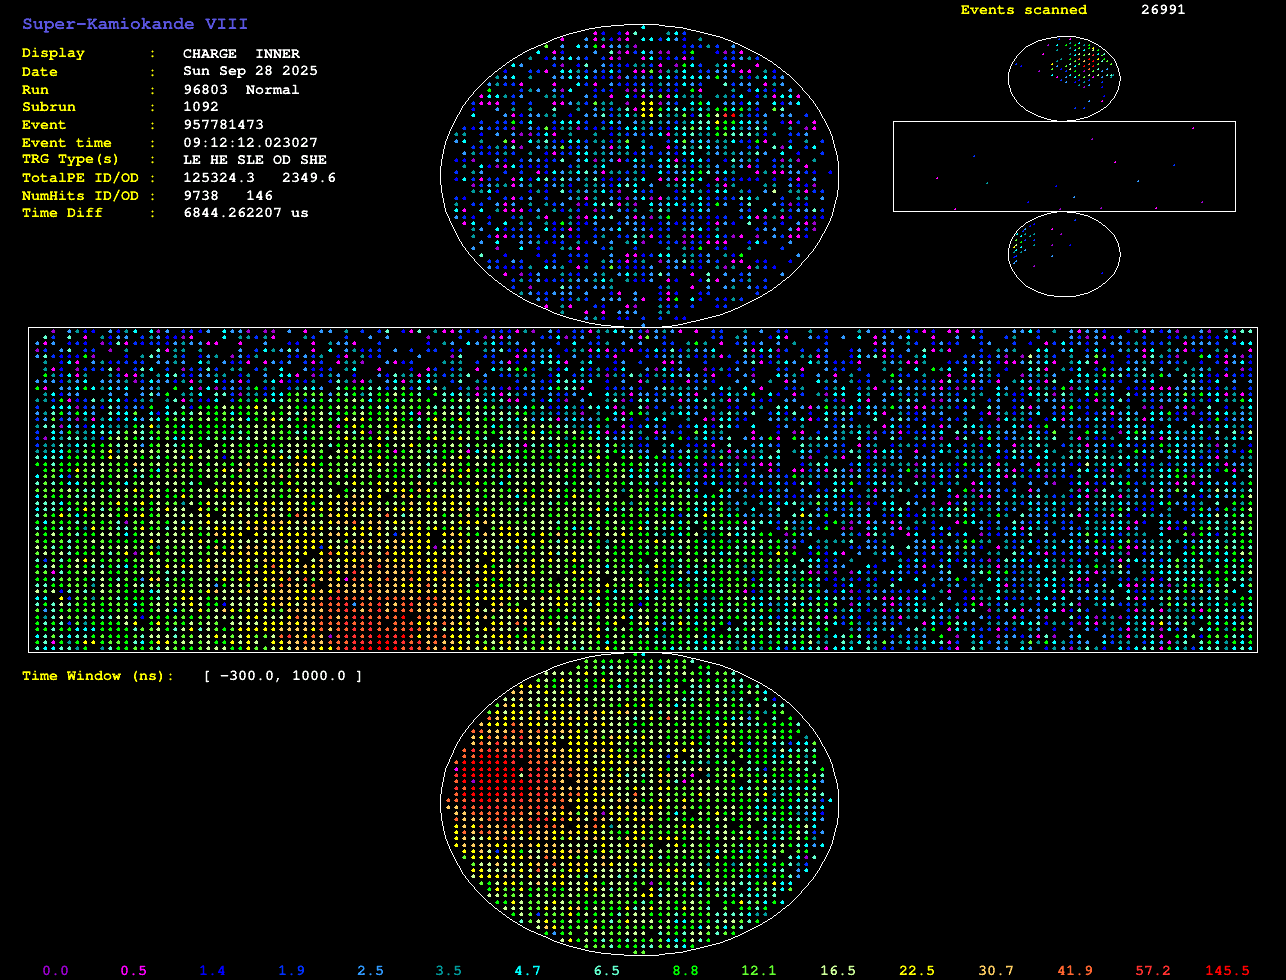 Super-Kamiokande VIII
Events scanned 26991
Display : CHARGE INNER
Date : Sun Sep 28 2025
Run : 96803 Normal
Subrun : 1092
Event : 957781473
Event time : 09:12:12.023027
TRG Type(s) : LE HE SLE OD SHE
TotalPE ID/OD : 125324.3 2349.6
NumHits ID/OD : 9738 146
Time Diff : 6844.262207 us
Time Window (ns): [ -300.0, 1000.0 ]
0.0 0.5 1.4 1.9 2.5 3.5 4.7 6.5 8.8 12.1 16.5 22.5 30.7 41.9 57.2 145.5